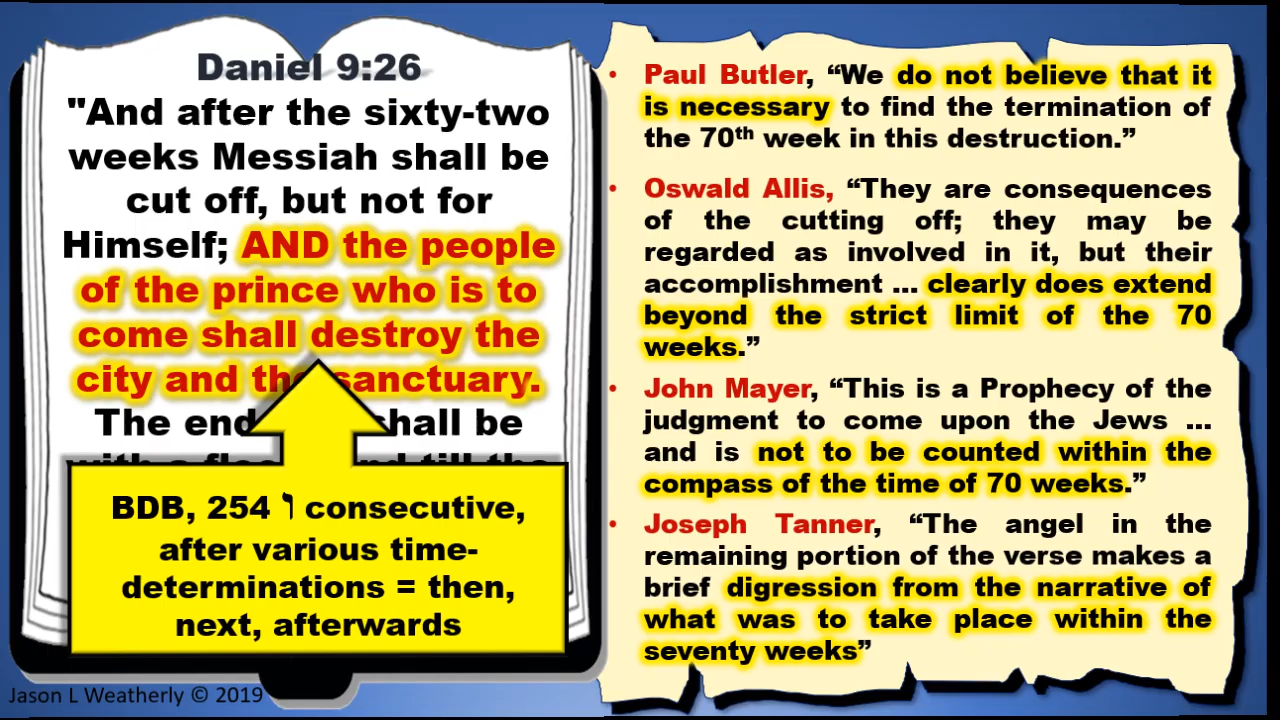 Daniel 9:26
"And after the sixty-two
weeks Messiah shall be
cut off, but not for
Himself; AND the people
of the prince who is to
come shall destroy the
city and the sanctuary.
The end shall be
BDB, 254 ו consecutive,
after various time-
determinations = then,
next, afterwards
Jason L Weatherly © 2019
• Paul Butler, “We do not believe that it
is necessary to find the termination of
the 70th week in this destruction.”
• Oswald Allis, “They are consequences
of the cutting off; they may be
regarded as involved in it, but their
accomplishment ... clearly does extend
beyond the strict limit of the 70
weeks.”
• John Mayer, “This is a Prophecy of the
judgment to come upon the Jews ...
and is not to be counted within the
compass of the time of 70 weeks.”
• Joseph Tanner, “The angel in the
remaining portion of the verse makes a
brief digression from the narrative of
what was to take place within the
seventy weeks”